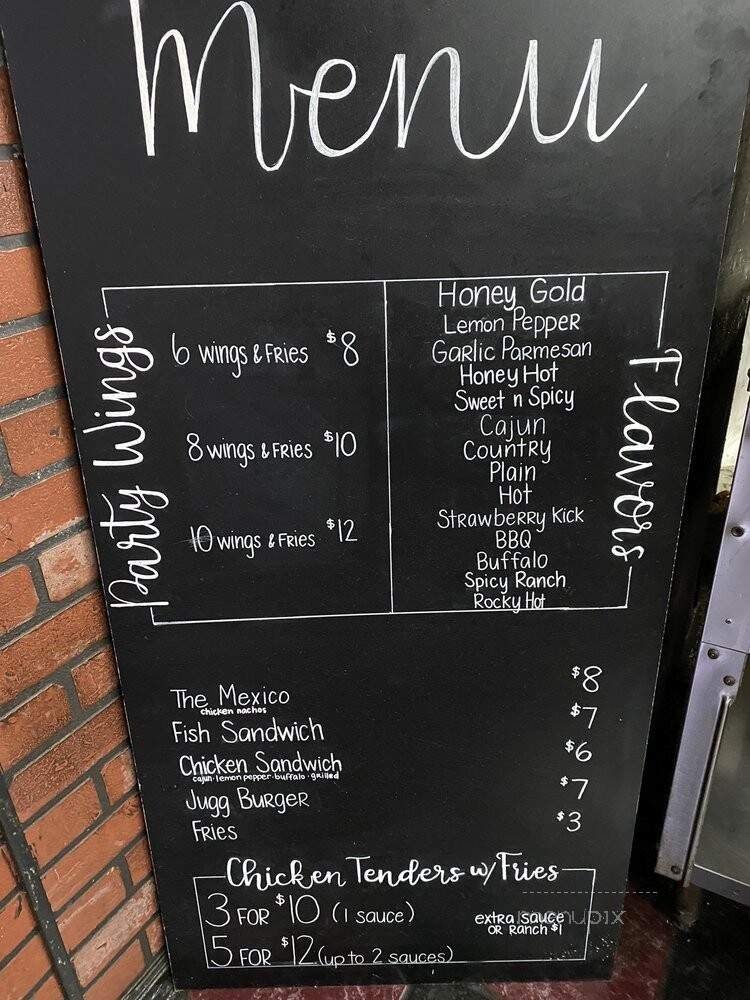 Menu
Party Wings
6 wings & Fries $8
8 wings & Fries $10
10 wings & Fries $12
Flavors
Honey Gold
Lemon Pepper
Garlic Parmesan
Honey Hot
Sweet n Spicy
Cajun
Country
Plain
Hot
Strawberry Kick
BBQ
Buffalo
Spicy Ranch
Rocky Hot
The Mexico $8
chicken nachos
Fish Sandwich $7
Chicken Sandwich $6
cajun · lemon pepper · buffalo · grilled
Jugg Burger $7
Fries $3
Chicken Tenders w/ Fries
3 FOR $10 (1 sauce)
5 FOR $12 (up to 2 sauces)
extra sauce
OR Ranch $1
menupix